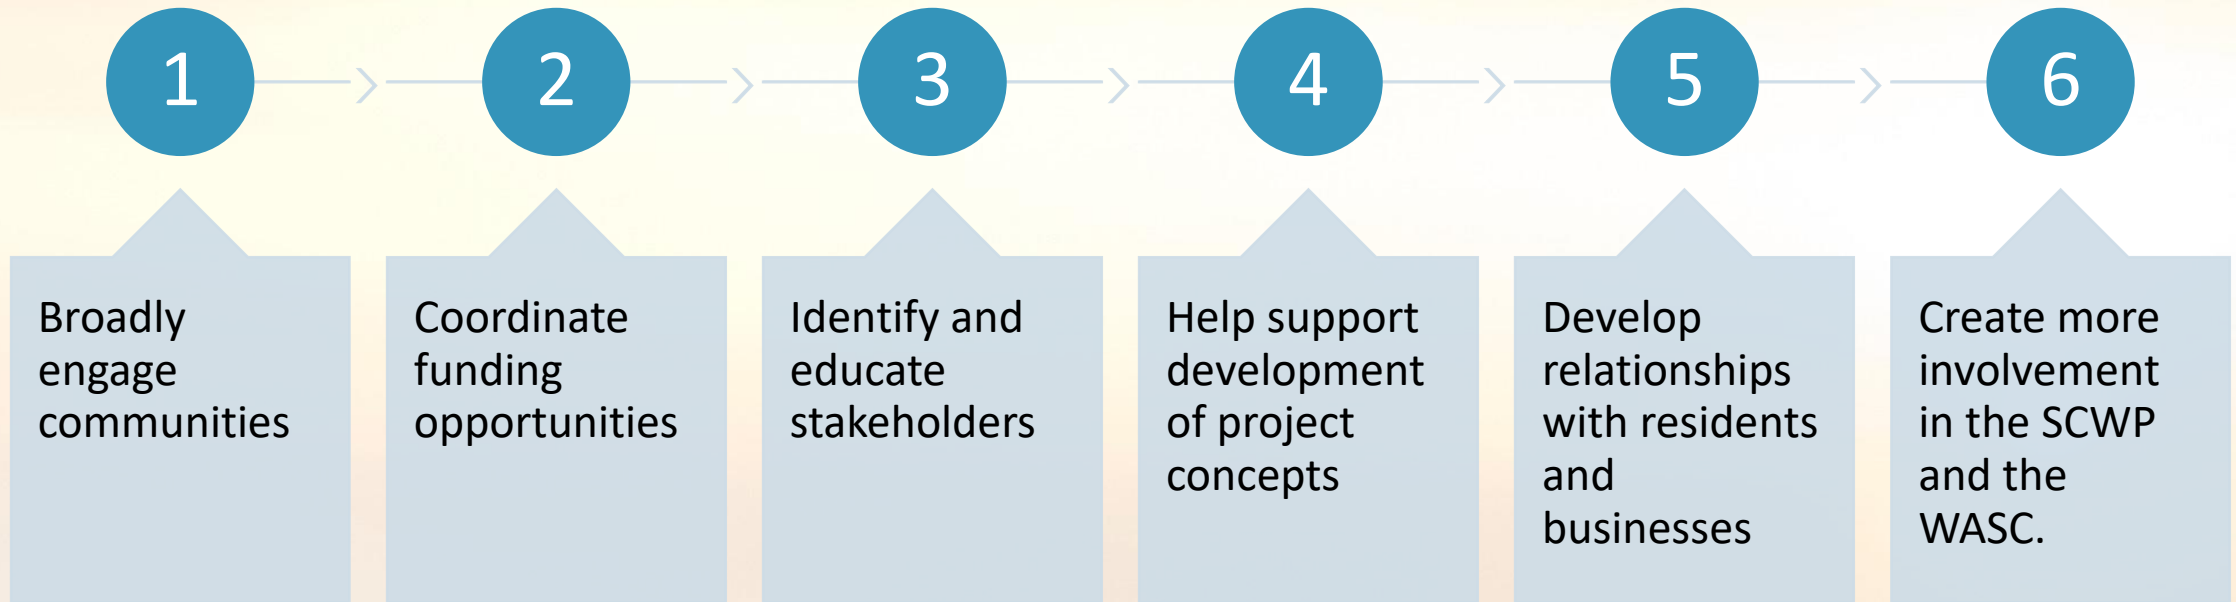 1
2
3
4
5
6
Broadly
engage
communities
Coordinate
funding
opportunities
Identify and
educate
stakeholders
Help support
development
of project
concepts
Develop
relationships
with residents
and
businesses
Create more
involvement
in the SCWP
and the
WASC.